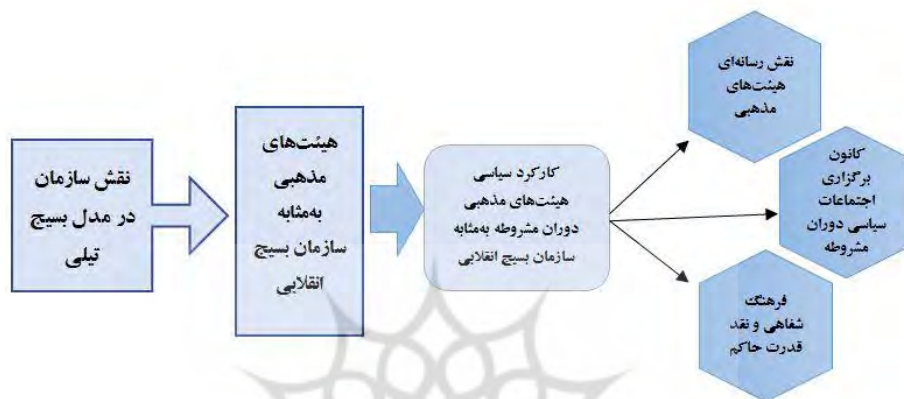 نقش سازمان
در مدل بسیج
تیلی
هیئت‌های
مذهبی
به‌مثابه
سازمان بسیج
انقلابی
کارکرد سیاسی
هیئت‌های مذهبی
دوران مشروطه به‌مثابه
سازمان بسیج انقلابی
نقش رسانه‌ای
هیئت‌های
مذهبی
کانون
برگزاری
اجتماعات
سیاسی دوران
مشروطه
فرهنگ
شفاهی و نقد
قدرت حاکم